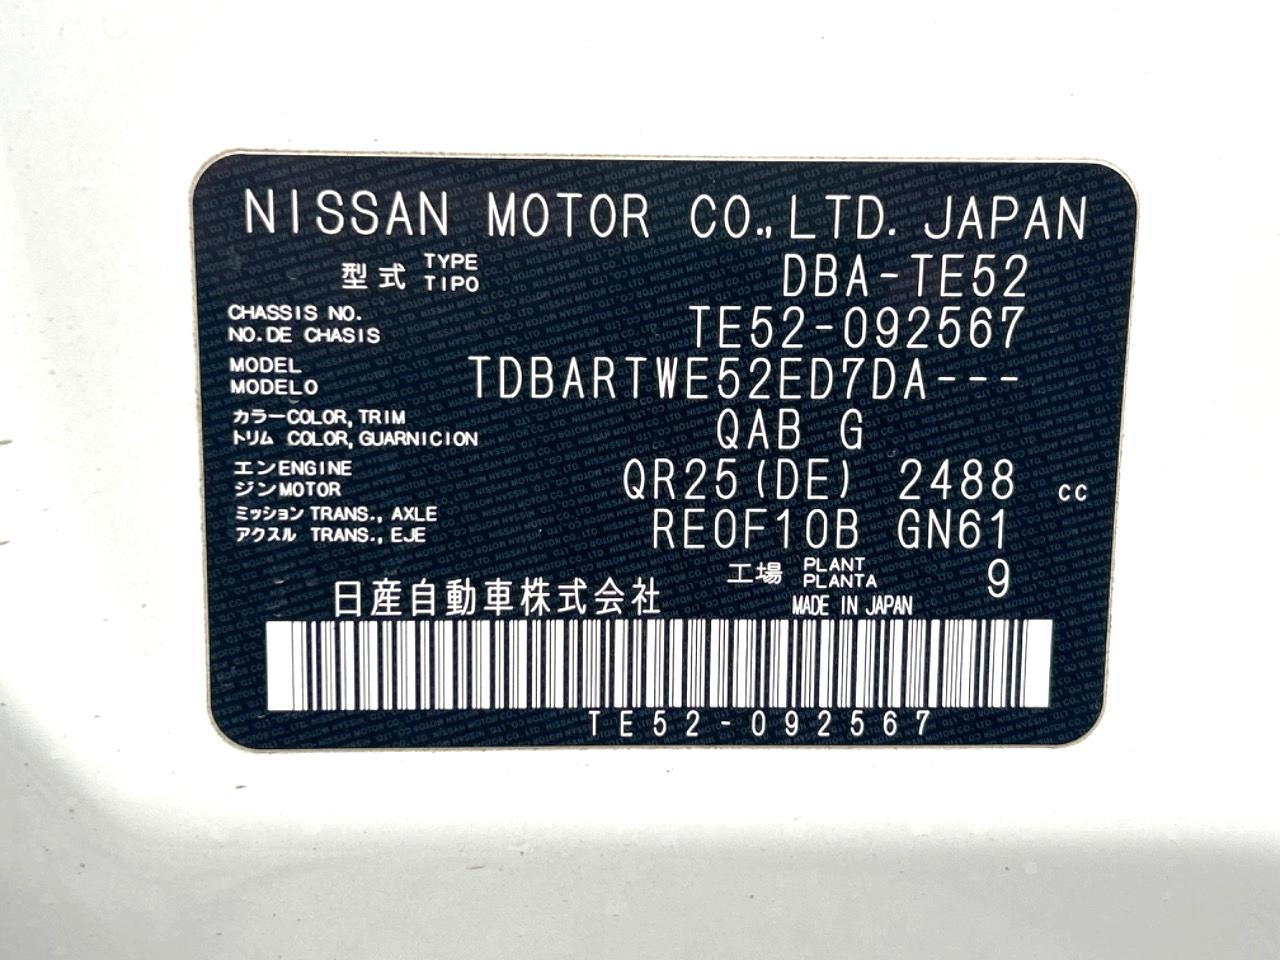 NISSAN MOTOR CO.,LTD. JAPAN
型式 TYPE TIPO DBA-TE52
CHASSIS NO.
NO. DE CHASIS TE52-092567
MODEL
MODELO TDBARTWE52ED7DA---
カラーCOLOR, TRIM
トリム COLOR, GUARNICION QAB G
エンENGINE
ジンMOTOR QR25(DE) 2488 cc
ミッション TRANS., AXLE
アクスル TRANS., EJE RE0F10B GN61
工場 PLANT PLANTA 9
日産自動車株式会社 MADE IN JAPAN
TE52-092567